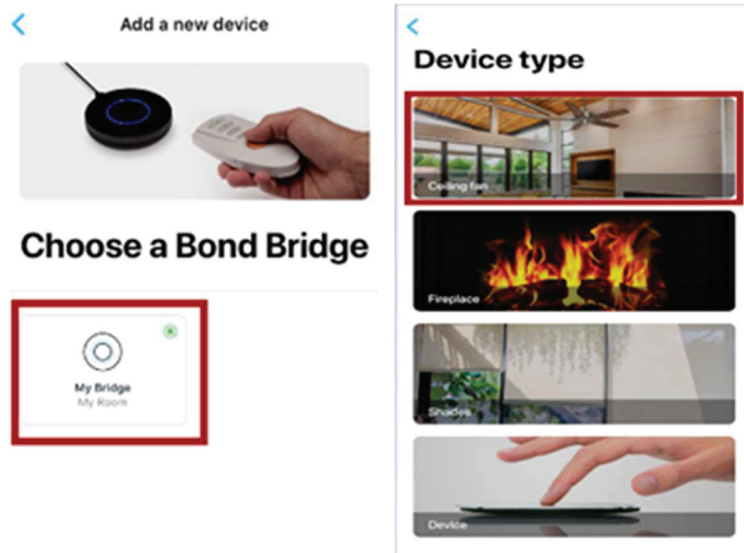 Add a new device
Choose a Bond Bridge
My Bridge
My Room
Device type
Ceiling fan
Fireplace
Shades
Device